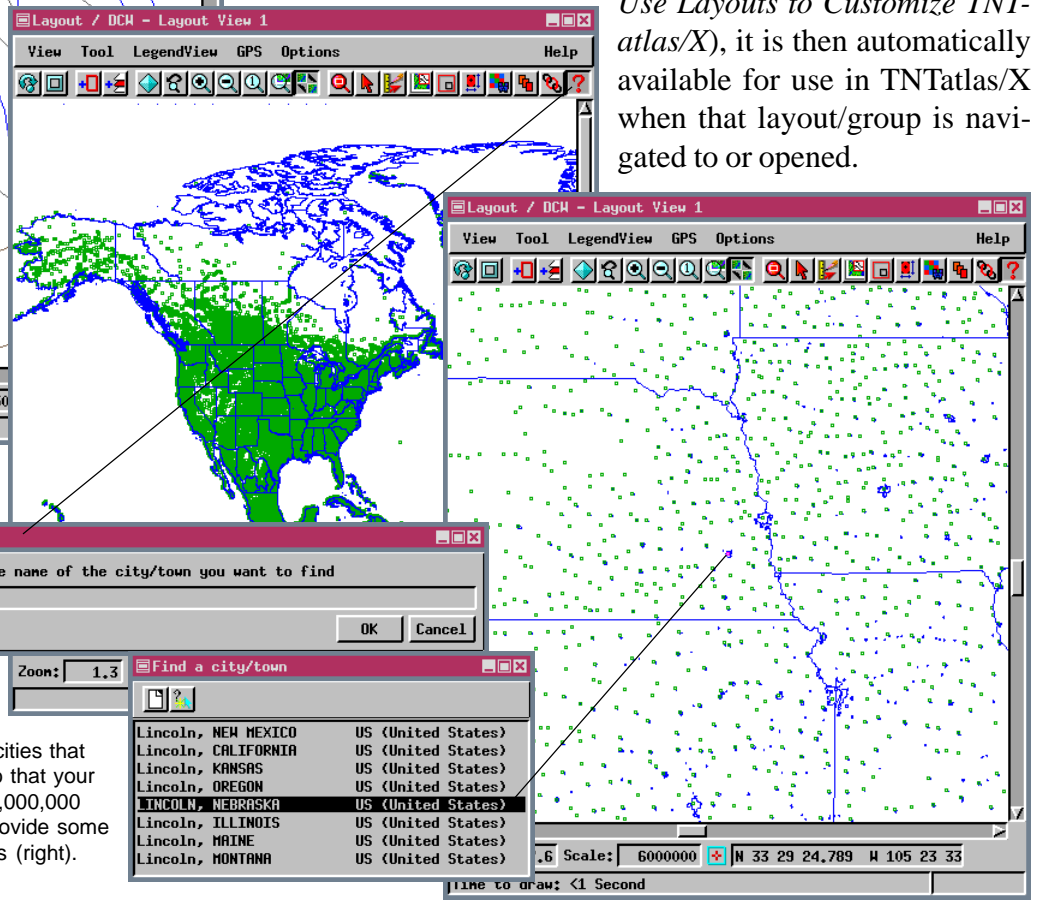 Use Layouts to Customize TNT-
atlas/X), it is then automatically
available for use in TNTatlas/X
when that layout/group is navi-
gated to or opened.
Layout / DCW - Layout View 1
View Tool LegendView GPS Options Help
Layout / DCW - Layout View 1
View Tool LegendView GPS Options Help
name of the city/town you want to find
OK Cancel
Zoom: 1.3
Find a city/town
Lincoln, NEW MEXICO US (United States)
Lincoln, CALIFORNIA US (United States)
Lincoln, KANSAS US (United States)
Lincoln, OREGON US (United States)
LINCOLN, NEBRASKA US (United States)
Lincoln, ILLINOIS US (United States)
Lincoln, MAINE US (United States)
Lincoln, MONTANA US (United States)
cities that
that your
,000,000
ovide some
s (right).
.6 Scale: 6000000 N 33 29 24.789 W 105 23 33
Time to draw: <1 Second